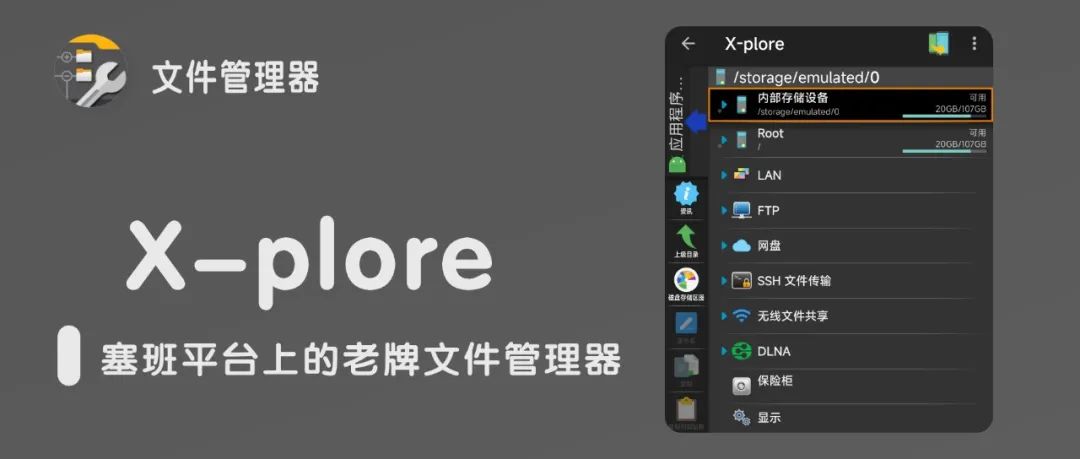 文件管理器
X-plore
塞班平台上的老牌文件管理器
X-plore
/storage/emulated/0
应用程序...
内部存储设备
/storage/emulated/0
可用
20GB/107GB
Root
/
可用
20GB/107GB
LAN
FTP
网盘
SSH 文件传输
无线文件共享
DLNA
保险柜
显示
资讯
上级目录